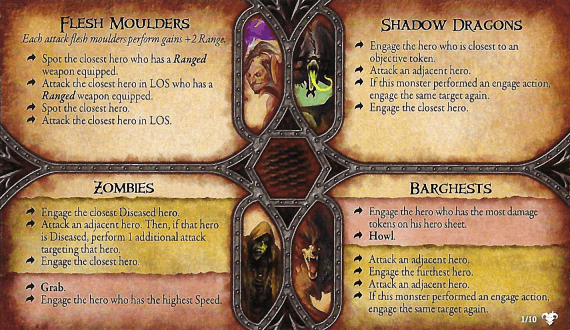 FLESH MOULDERS
Each attack flesh moulders perform gains +2 Range.
Spot the closest hero who has a Ranged
weapon equipped.
Attack the closest hero in LOS who has a
Ranged weapon equipped.
Spot the closest hero.
Attack the closest hero in LOS.
SHADOW DRAGONS
Engage the hero who is closest to an
objective token.
Attack an adjacent hero.
If this monster performed an engage action,
engage the same target again.
Engage the closest hero.
ZOMBIES
Engage the closest Diseased hero.
Attack an adjacent hero. Then, if that hero
is Diseased, perform 1 additional attack
targeting that hero.
Engage the closest hero.
Grab.
Engage the hero who has the highest Speed.
BARGHESTS
Engage the hero who has the most damage
tokens on his hero sheet.
Howl.
Attack an adjacent hero.
Engage the furthest hero.
Attack an adjacent hero.
If this monster performed an engage action,
engage the same target again.
1/10